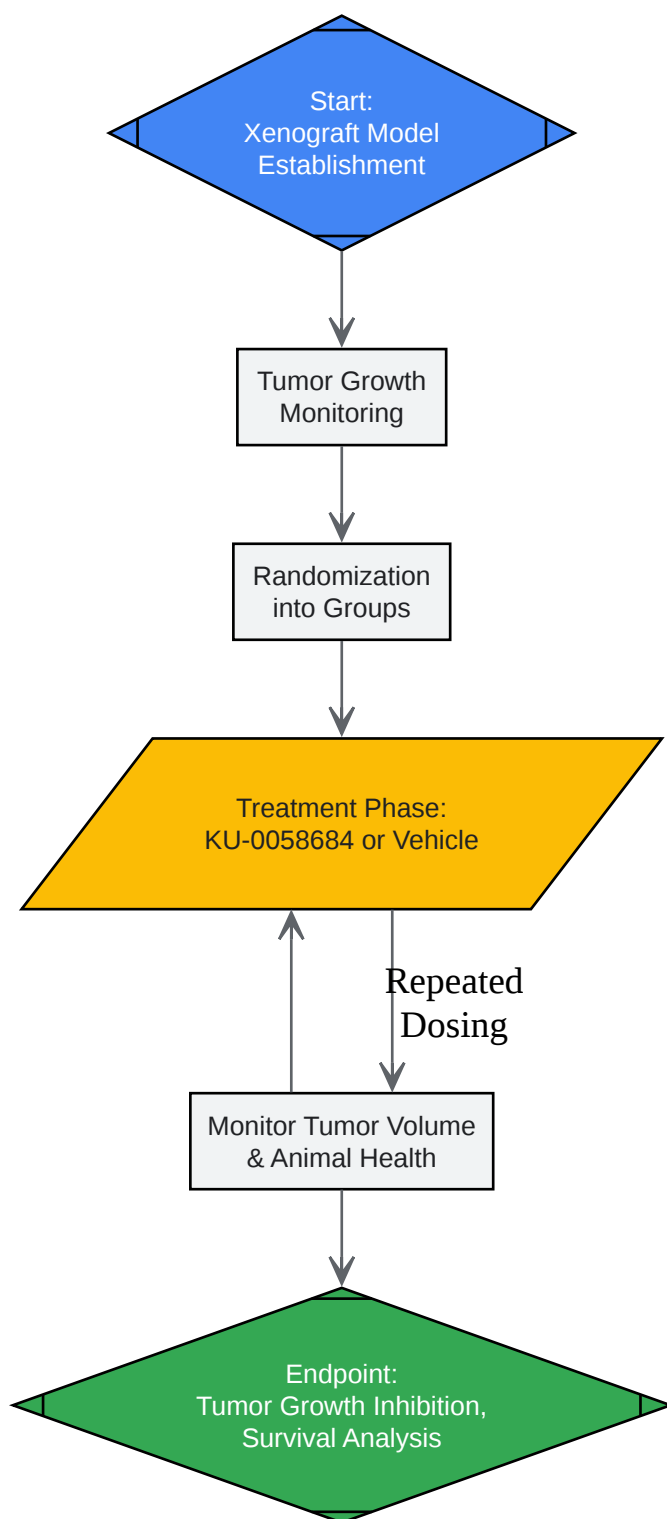 Start:
Xenograft Model
Establishment
Tumor Growth
Monitoring
Randomization
into Groups
Treatment Phase:
KU-0058684 or Vehicle
Repeated
Dosing
Monitor Tumor Volume
& Animal Health
Endpoint:
Tumor Growth Inhibition,
Survival Analysis